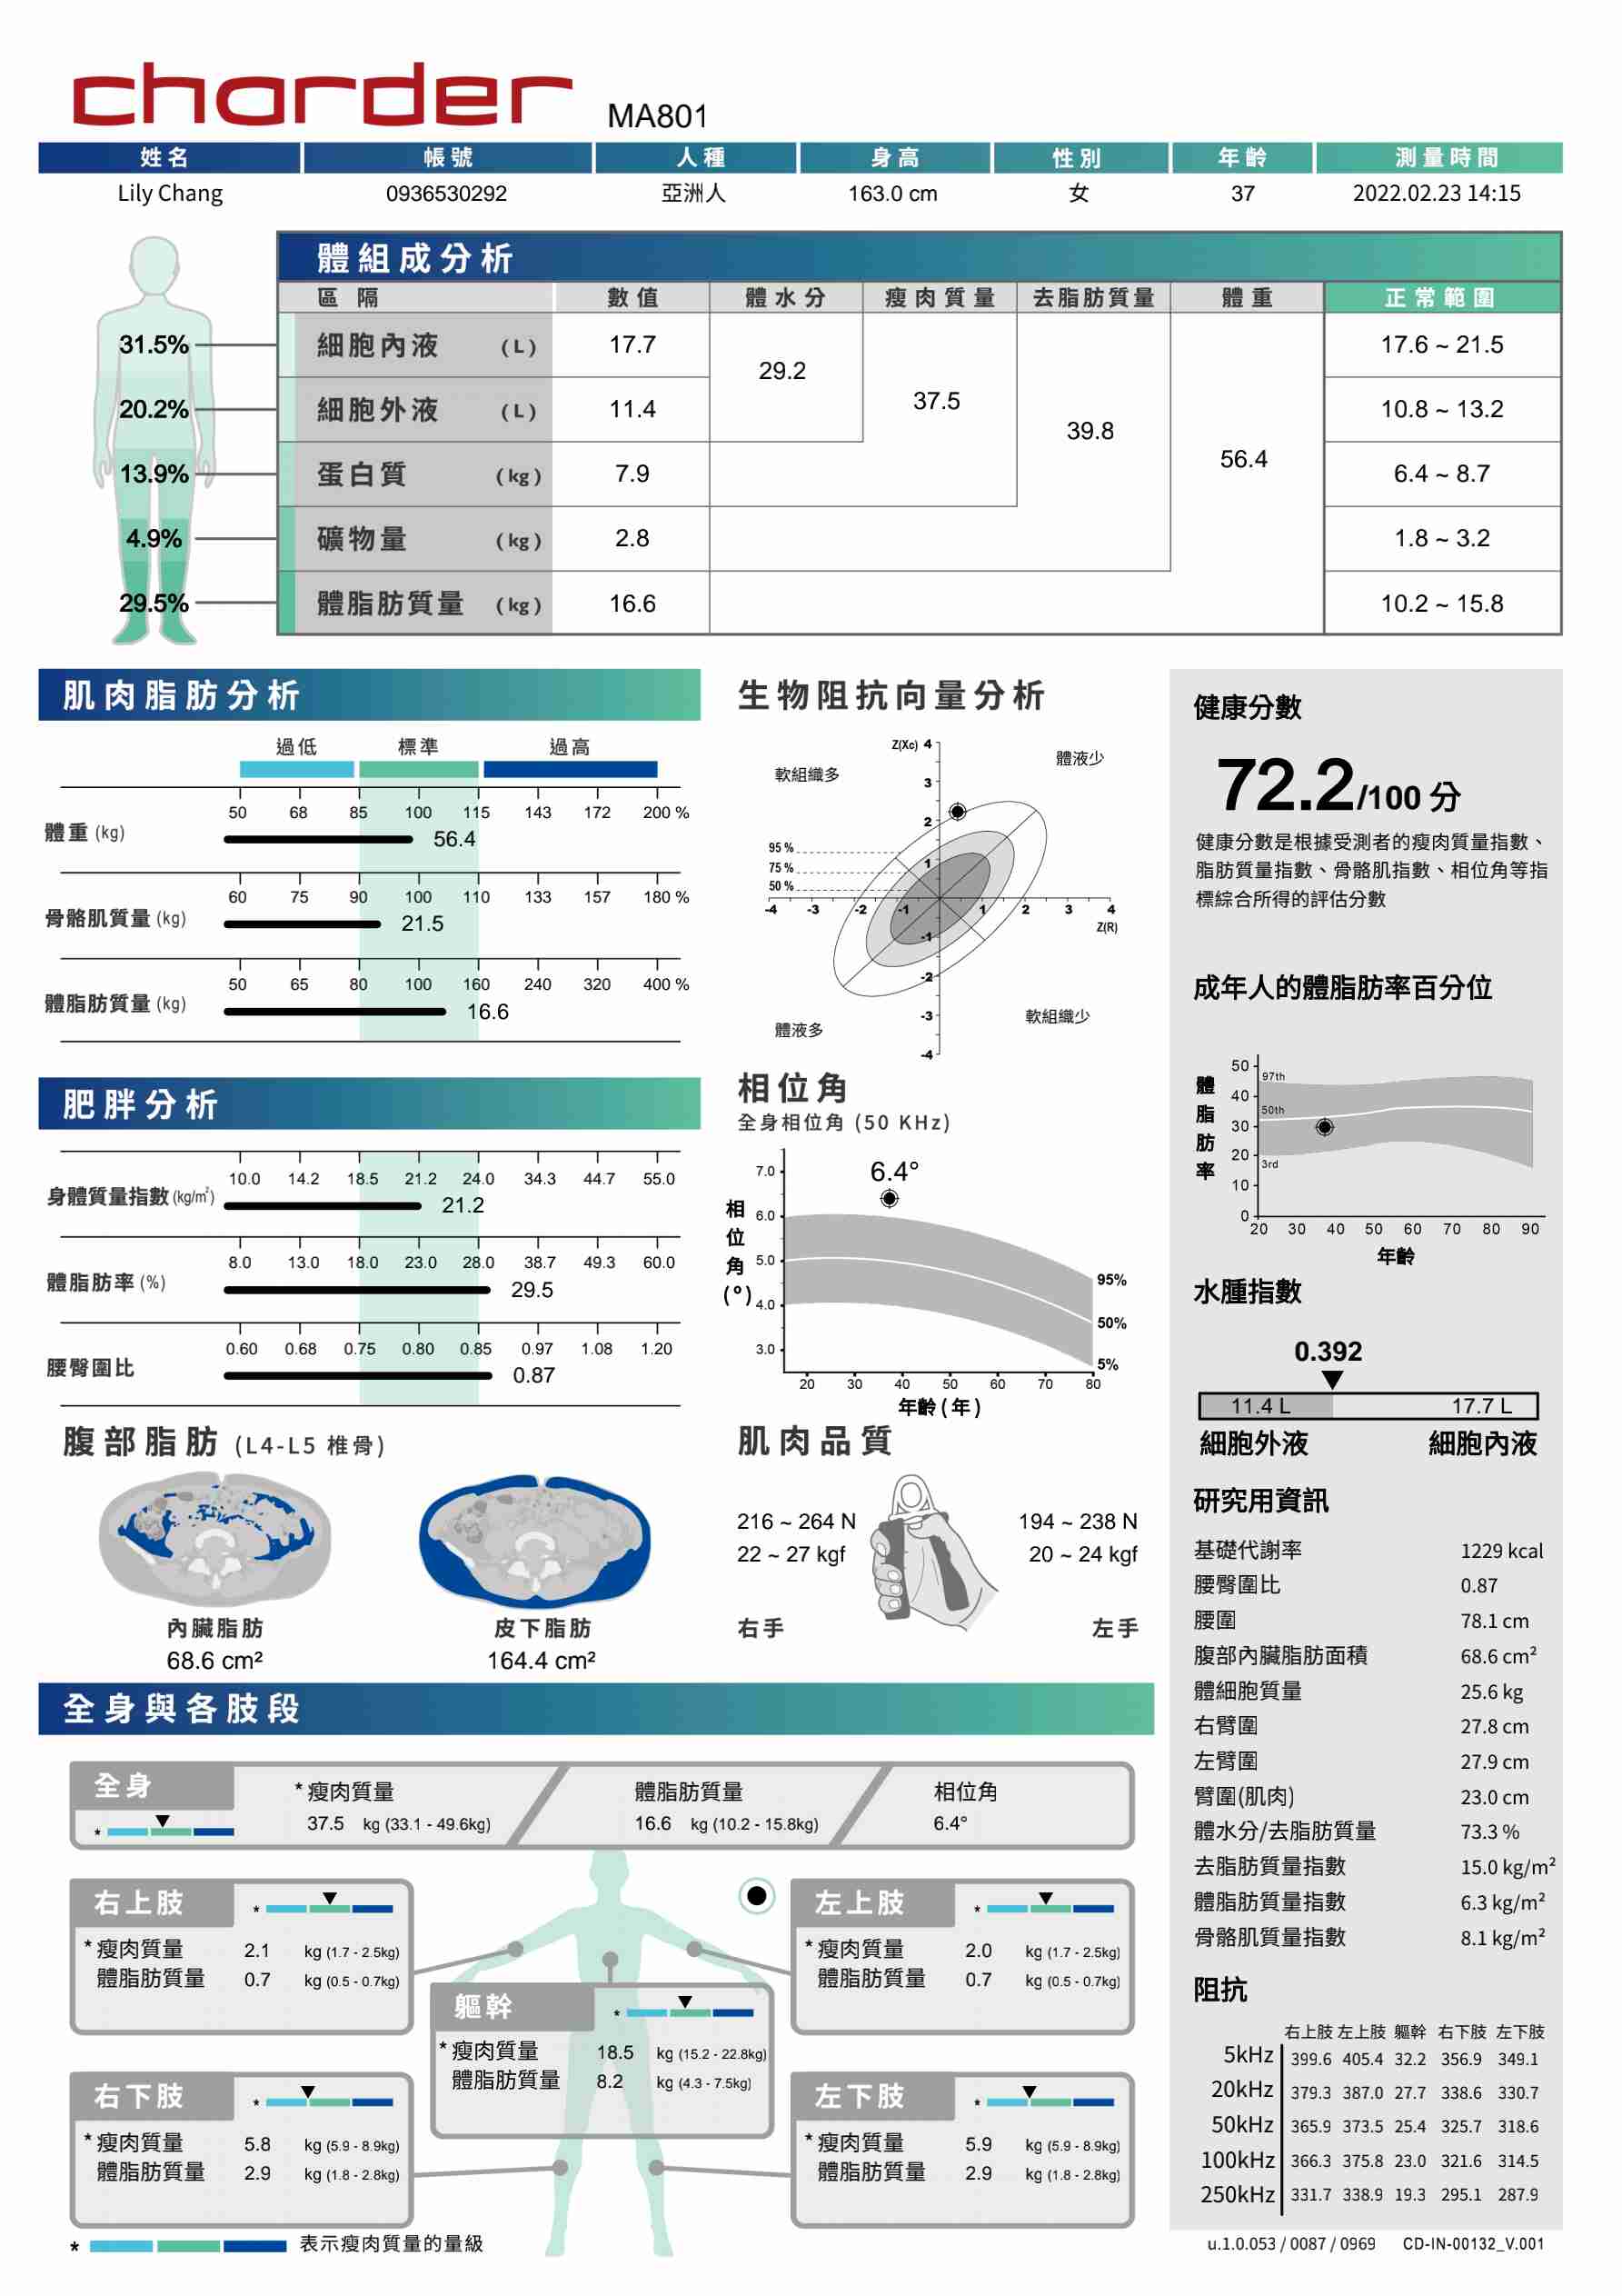 charder MA801
姓名 帳號 人種 身高 性別 年齡 測量時間
Lily Chang 0936530292 亞洲人 163.0 cm 女 37 2022.02.23 14:15
體組成分析
區隔 數值 體水分 瘦肉質量 去脂肪質量 體重 正常範圍
31.5% 細胞內液 (L) 17.7 17.6 ~ 21.5
29.2
20.2% 細胞外液 (L) 11.4 37.5 10.8 ~ 13.2
39.8
13.9% 蛋白質 (kg) 7.9 56.4 6.4 ~ 8.7
4.9% 礦物量 (kg) 2.8 1.8 ~ 3.2
29.5% 體脂肪質量 (kg) 16.6 10.2 ~ 15.8
肌肉脂肪分析
過低 標準 過高
50 68 85 100 115 143 172 200 %
體重 (kg) 56.4
60 75 90 100 110 133 157 180 %
骨骼肌質量 (kg) 21.5
50 65 80 100 160 240 320 400 %
體脂肪質量 (kg) 16.6
肥胖分析
10.0 14.2 18.5 21.2 24.0 34.3 44.7 55.0
身體質量指數 (kg/m²) 21.2
8.0 13.0 18.0 23.0 28.0 38.7 49.3 60.0
體脂肪率 (%) 29.5
0.60 0.68 0.75 0.80 0.85 0.97 1.08 1.20
腰臀圍比 0.87
腹部脂肪 (L4-L5 椎骨)
內臟脂肪 皮下脂肪
68.6 cm² 164.4 cm²
生物阻抗向量分析
Z(Xc) 4
軟組織多 體液少
3
2
95 %
1
75 %
50 %
-4 -3 -2 -1 1 2 3 4
Z(R)
-1
-2
-3
體液多 軟組織少
-4
相位角
全身相位角 (50 KHz)
6.4°
相位角(°)
7.0
6.0
5.0
4.0
3.0
95%
50%
5%
20 30 40 50 60 70 80
年齡 (年)
肌肉品質
216 ~ 264 N 194 ~ 238 N
22 ~ 27 kgf 20 ~ 24 kgf
右手 左手
健康分數
72.2/100 分
健康分數是根據受測者的瘦肉質量指數、
脂肪質量指數、骨骼肌指數、相位角等指
標綜合所得的評估分數
成年人的體脂肪率百分位
體脂肪率
50
40
30
20
10
0
97th
50th
3rd
20 30 40 50 60 70 80 90
年齡
水腫指數
0.392
11.4 L 17.7 L
細胞外液 細胞內液
研究用資訊
基礎代謝率 1229 kcal
腰臀圍比 0.87
腰圍 78.1 cm
腹部內臟脂肪面積 68.6 cm²
體細胞質量 25.6 kg
右臂圍 27.8 cm
左臂圍 27.9 cm
臂圍(肌肉) 23.0 cm
體水分/去脂肪質量 73.3 %
去脂肪質量指數 15.0 kg/m²
體脂肪質量指數 6.3 kg/m²
骨骼肌質量指數 8.1 kg/m²
阻抗
右上肢 左上肢 軀幹 右下肢 左下肢
5kHz 399.6 405.4 32.2 356.9 349.1
20kHz 379.3 387.0 27.7 338.6 330.7
50kHz 365.9 373.5 25.4 325.7 318.6
100kHz 366.3 375.8 23.0 321.6 314.5
250kHz 331.7 338.9 19.3 295.1 287.9
全身與各肢段
全身 * 瘦肉質量 體脂肪質量 相位角
* 37.5 kg (33.1 - 49.6kg) 16.6 kg (10.2 - 15.8kg) 6.4°
右上肢 *
* 瘦肉質量 2.1 kg (1.7 - 2.5kg)
體脂肪質量 0.7 kg (0.5 - 0.7kg)
左上肢 *
* 瘦肉質量 2.0 kg (1.7 - 2.5kg)
體脂肪質量 0.7 kg (0.5 - 0.7kg)
軀幹 *
* 瘦肉質量 18.5 kg (15.2 - 22.8kg)
體脂肪質量 8.2 kg (4.3 - 7.5kg)
右下肢 *
* 瘦肉質量 5.8 kg (5.9 - 8.9kg)
體脂肪質量 2.9 kg (1.8 - 2.8kg)
左下肢 *
* 瘦肉質量 5.9 kg (5.9 - 8.9kg)
體脂肪質量 2.9 kg (1.8 - 2.8kg)
* 表示瘦肉質量的量級
u.1.0.053 / 0087 / 0969 CD-IN-00132_V.001